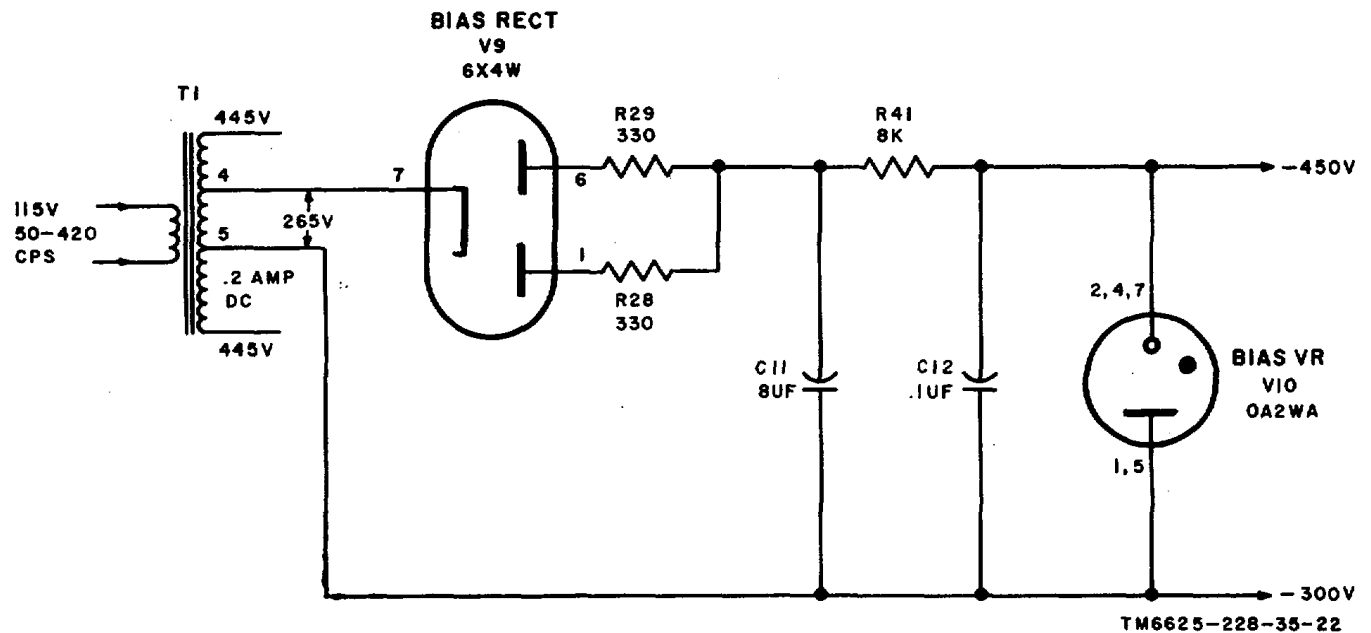 BIAS RECT
V9
6X4W
T1
445V
4
7
115V
50-420
CPS
265V
5
.2 AMP
DC
445V
R29
330
6
1
R28
330
R41
8K
-450V
C11
8UF
C12
.1UF
2,4,7
BIAS VR
V10
OA2WA
1,5
-300V
TM6625-228-35-22